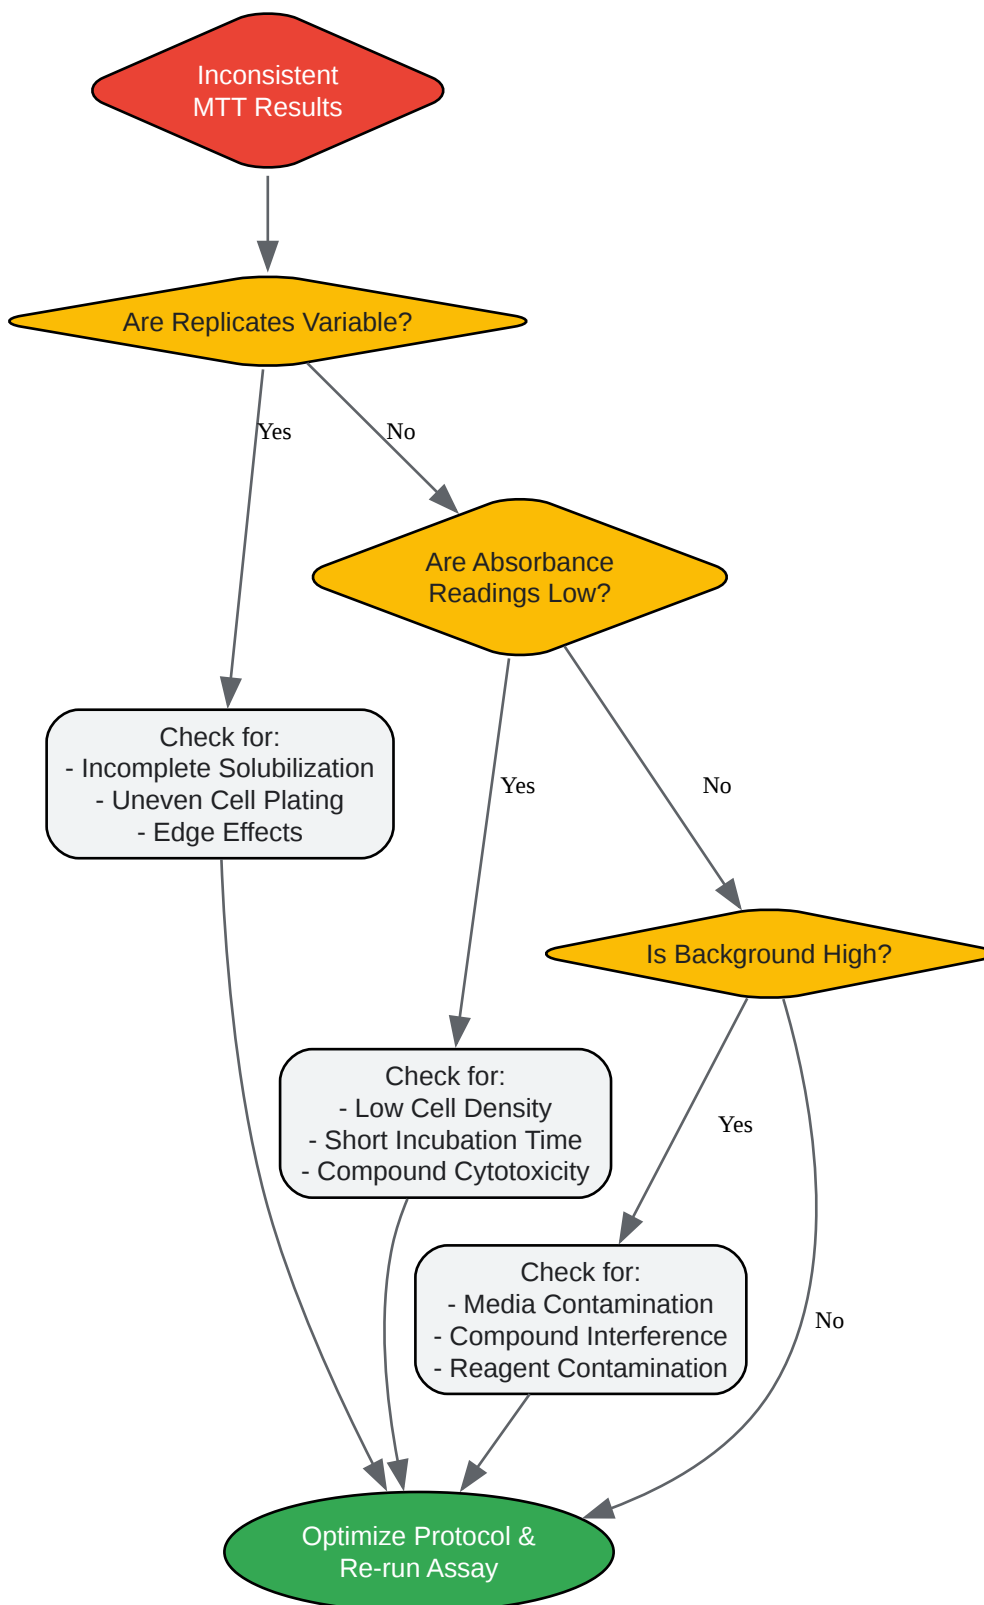 Inconsistent
MTT Results
Are Replicates Variable?
Yes
No
Are Absorbance
Readings Low?
Check for:
- Incomplete Solubilization
- Uneven Cell Plating
- Edge Effects
Yes
No
Is Background High?
Check for:
- Low Cell Density
- Short Incubation Time
- Compound Cytotoxicity
Yes
Check for:
- Media Contamination
- Compound Interference
- Reagent Contamination
No
Optimize Protocol &
Re-run Assay